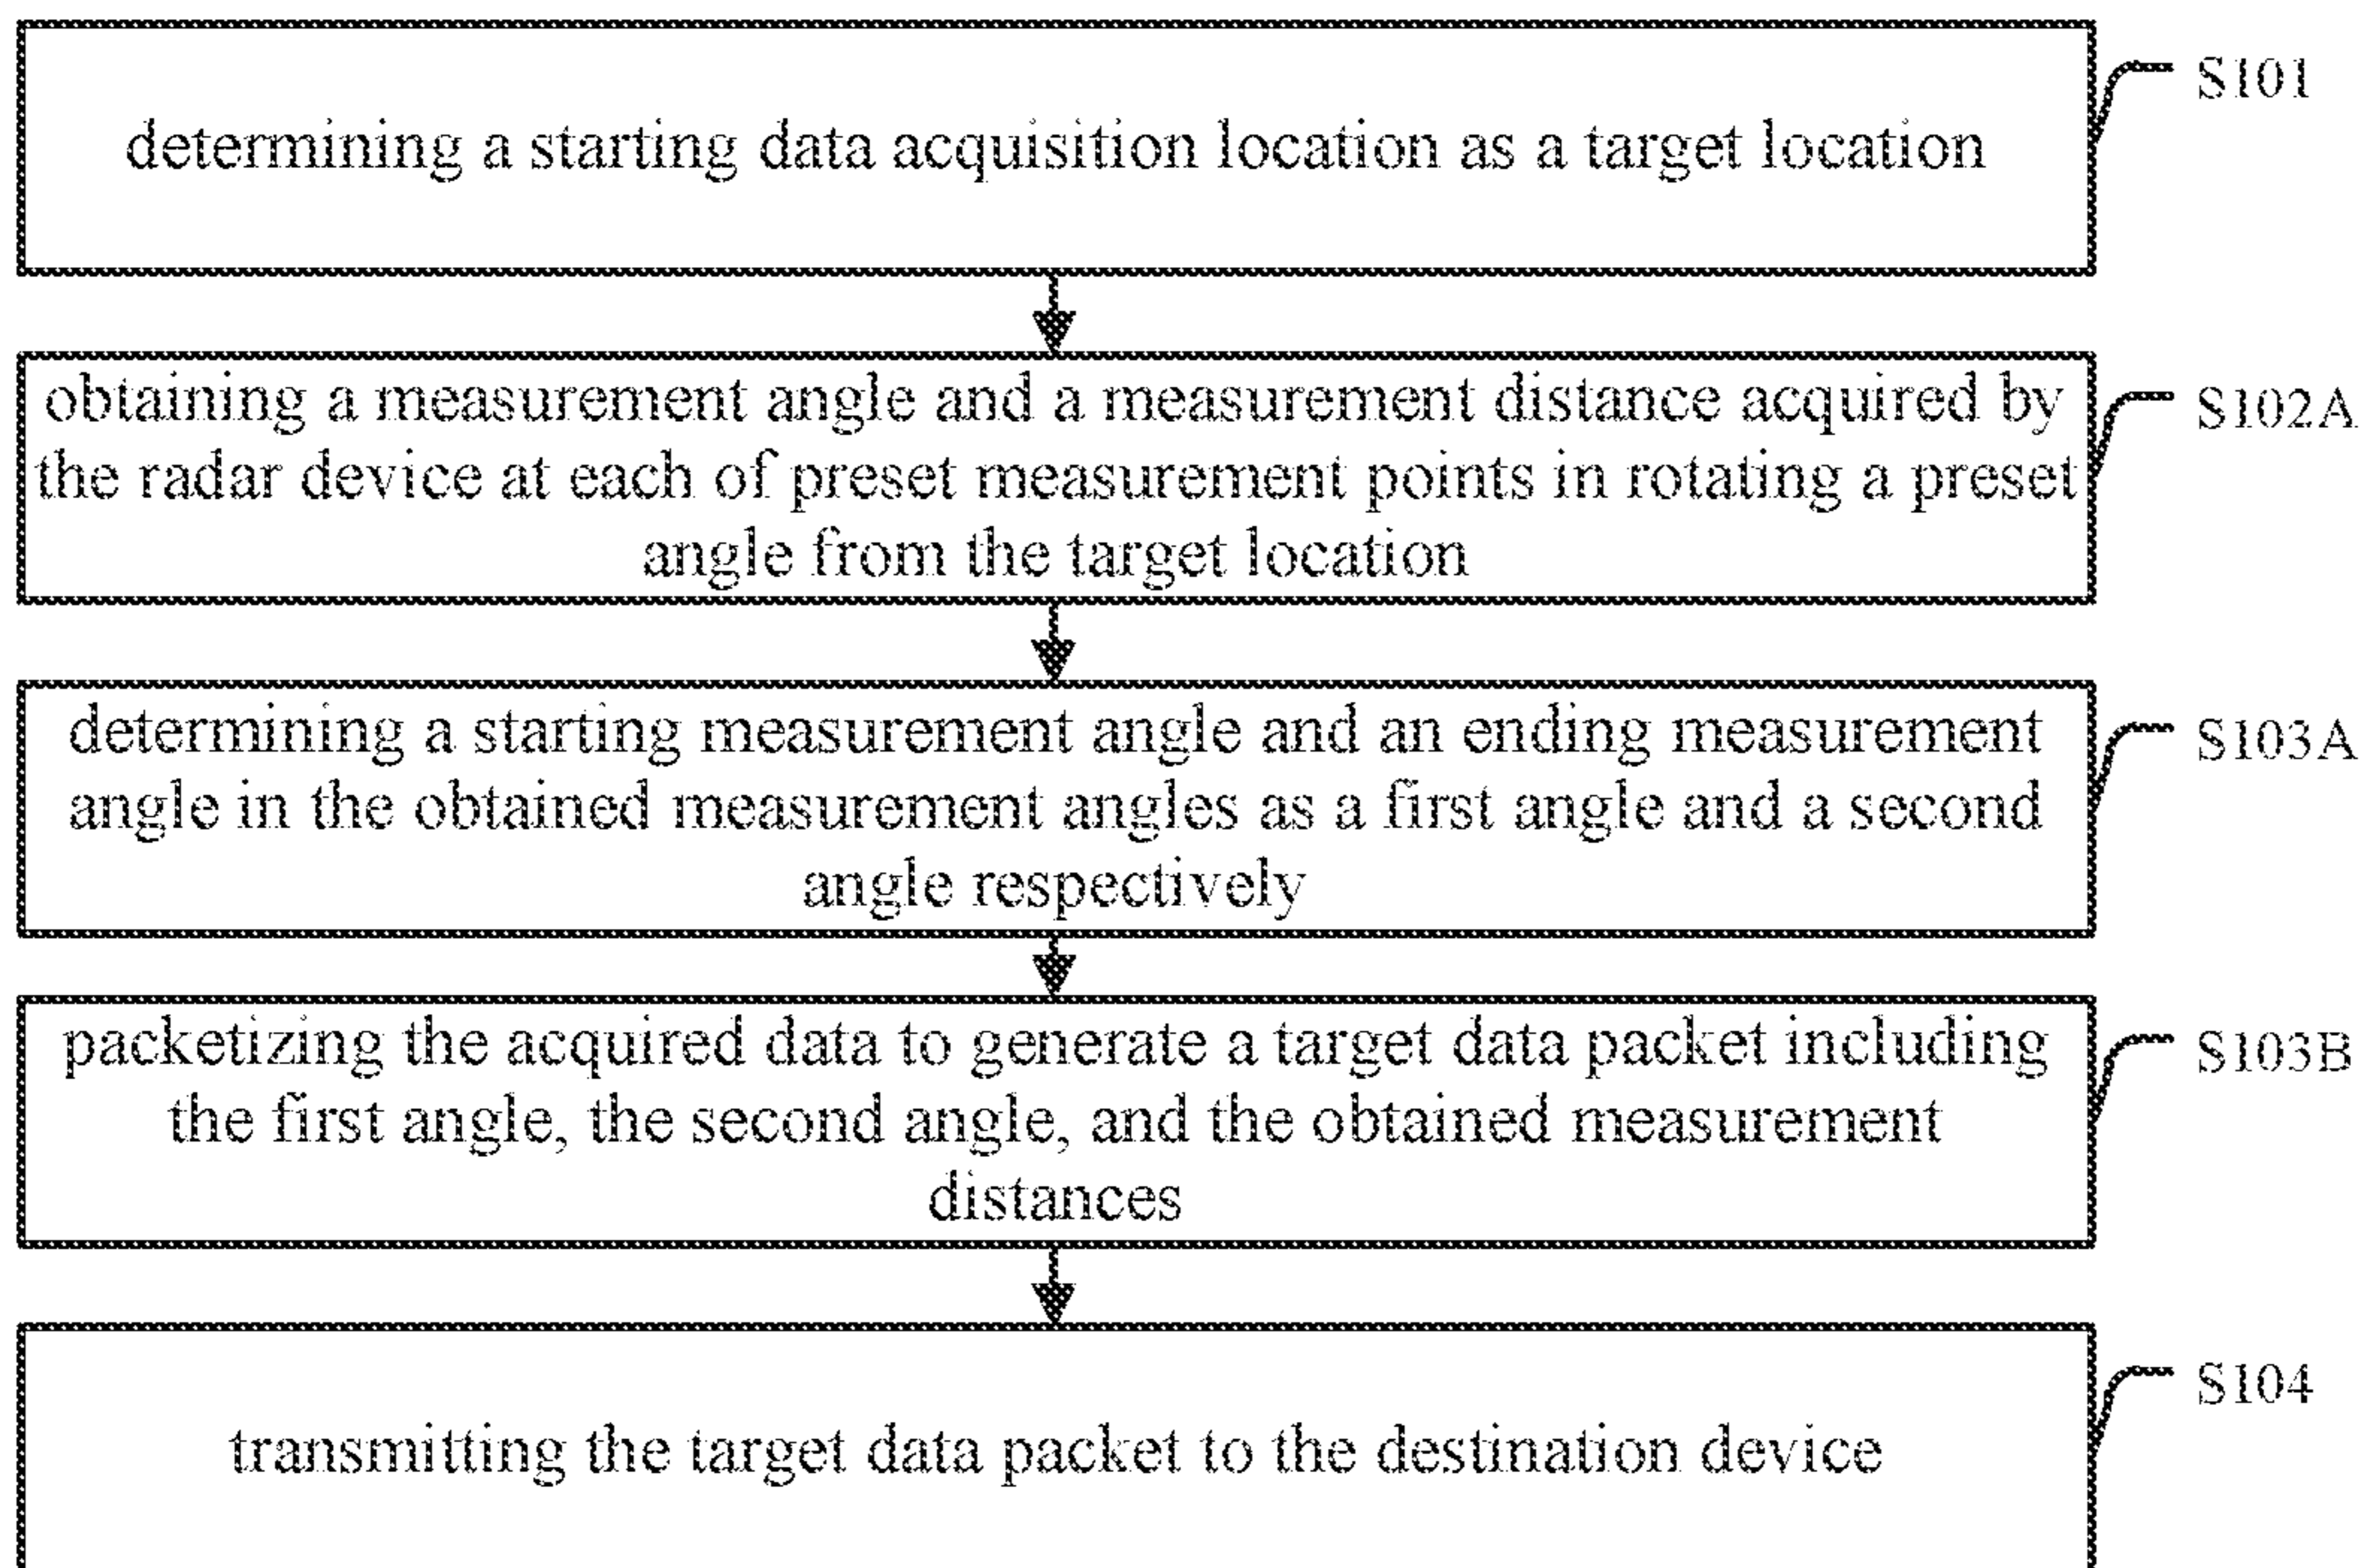 determining a starting data acquisition location as a target location
S101
obtaining a measurement angle and a measurement distance acquired by
the radar device at each of preset measurement points in rotating a preset
angle from the target location
S102A
determining a starting measurement angle and an ending measurement
angle in the obtained measurement angles as a first angle and a second
angle respectively
S103A
packetizing the acquired data to generate a target data packet including
the first angle, the second angle, and the obtained measurement
distances
S103B
transmitting the target data packet to the destination device
S104